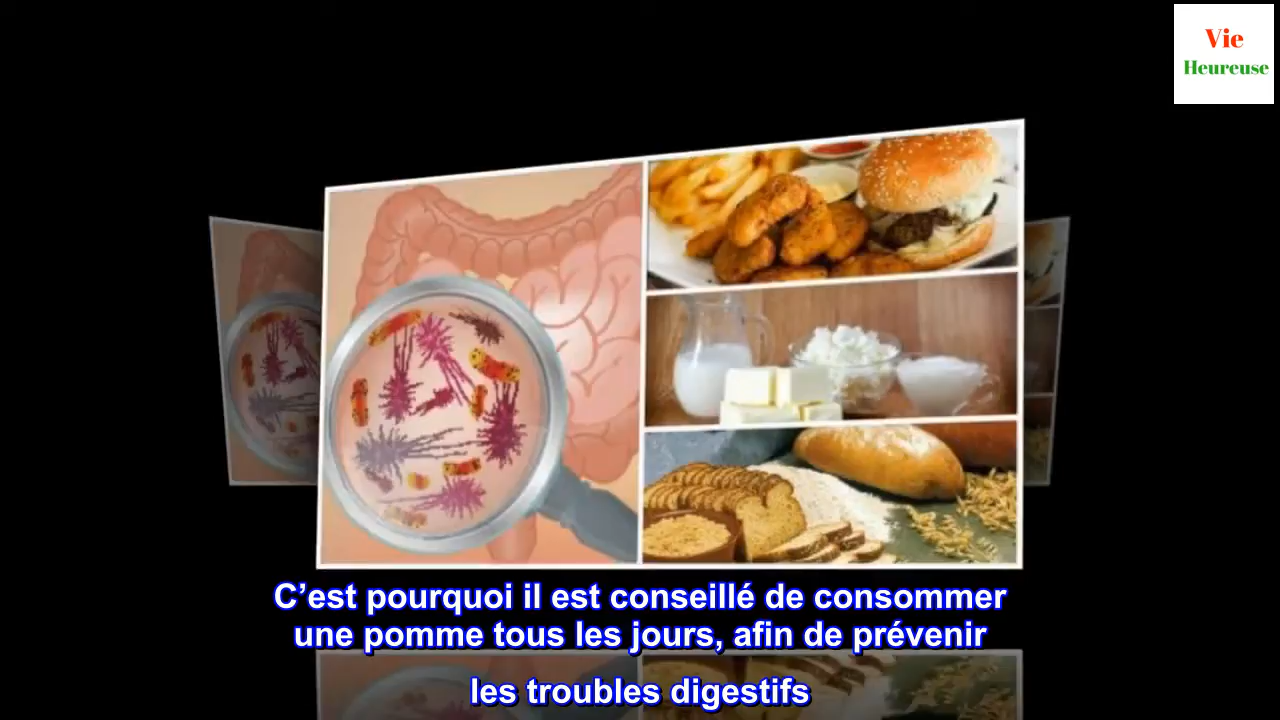 Vie
Heureuse
C’est pourquoi il est conseillé de consommer
une pomme tous les jours, afin de prévenir
les troubles digestifs